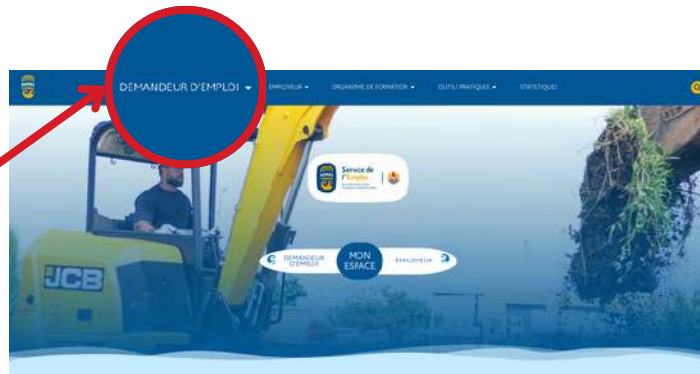 DEMANDEUR D'EMPLOI
EMPLOYEUR
ORGANISME DE FORMATION
OUTILS PRATIQUES
STATISTIQUES
Service de
l'Emploi
JCB
DEMANDEUR
D'EMPLOI
MON
ESPACE
EMPLOYEUR